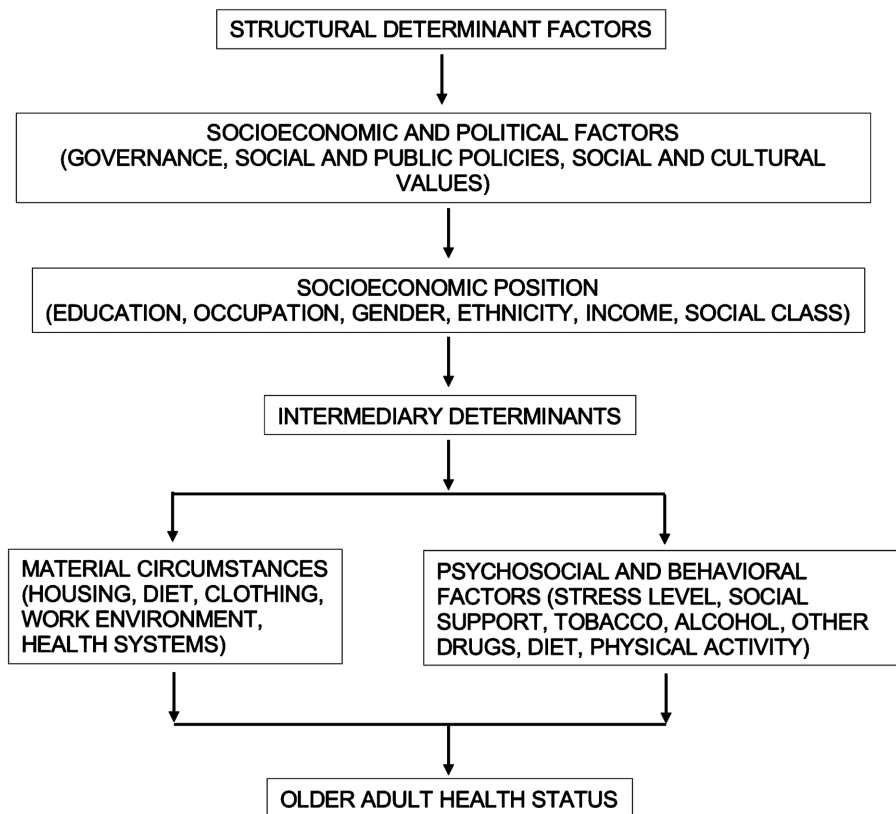 STRUCTURAL DETERMINANT FACTORS
SOCIOECONOMIC AND POLITICAL FACTORS
(GOVERNANCE, SOCIAL AND PUBLIC POLICIES, SOCIAL AND CULTURAL
VALUES)
SOCIOECONOMIC POSITION
(EDUCATION, OCCUPATION, GENDER, ETHNICITY, INCOME, SOCIAL CLASS)
INTERMEDIARY DETERMINANTS
MATERIAL CIRCUMSTANCES
(HOUSING, DIET, CLOTHING,
WORK ENVIRONMENT,
HEALTH SYSTEMS)
PSYCHOSOCIAL AND BEHAVIORAL
FACTORS (STRESS LEVEL, SOCIAL
SUPPORT, TOBACCO, ALCOHOL, OTHER
DRUGS, DIET, PHYSICAL ACTIVITY)
OLDER ADULT HEALTH STATUS